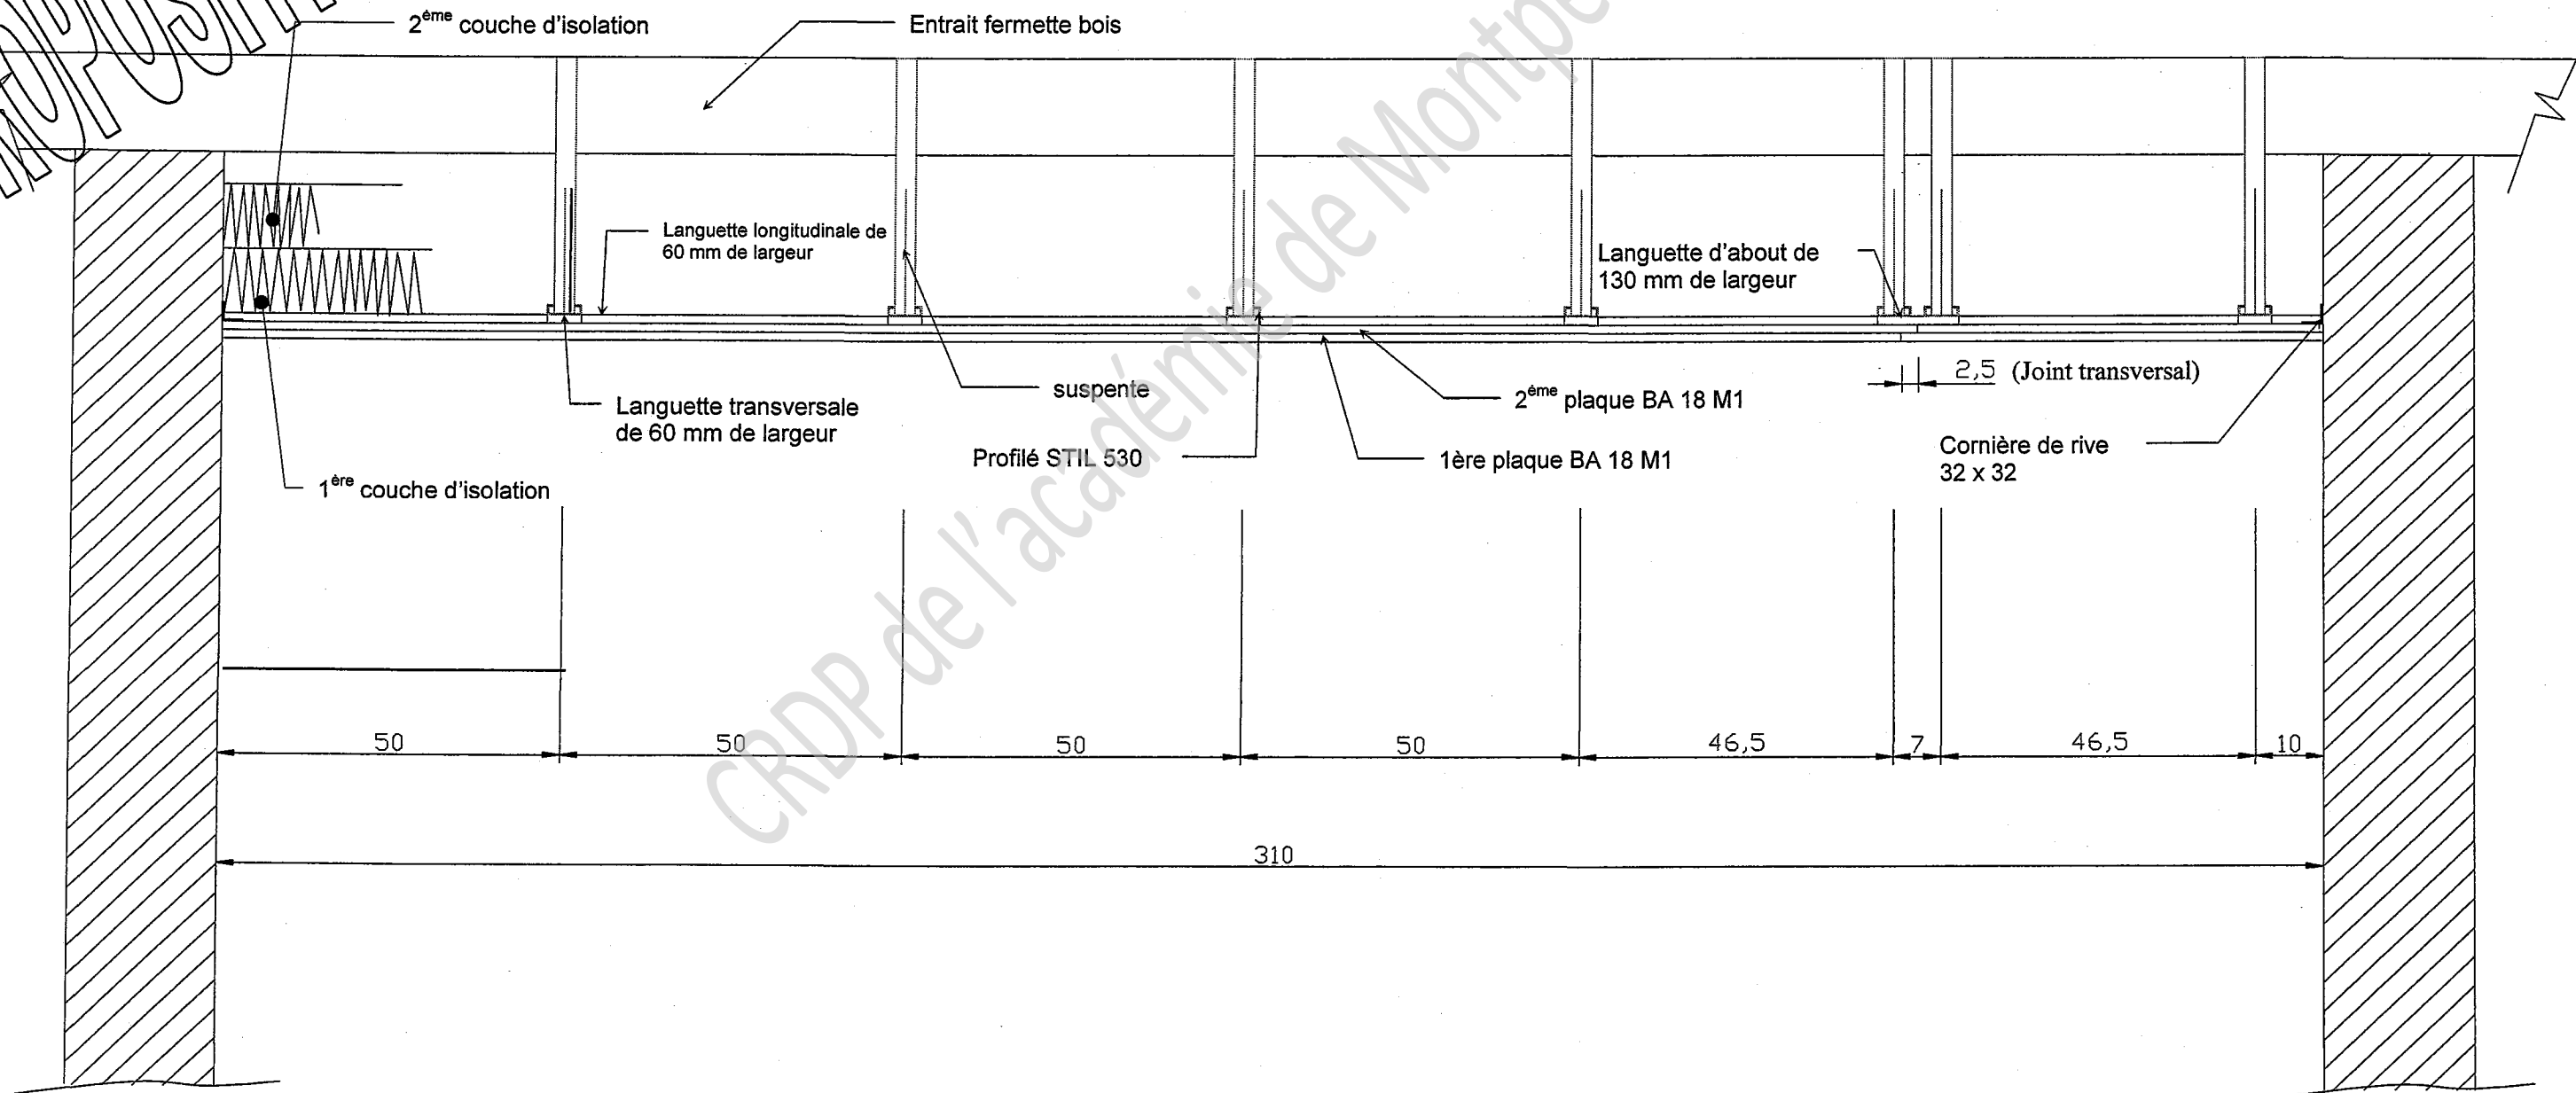 2ème couche d'isolation
Entrait fermette bois
Languette longitudinale de
60 mm de largeur
Languette d'about de
130 mm de largeur
suspente
2,5 (Joint transversal)
Languette transversale
de 60 mm de largeur
2ème plaque BA 18 M1
Profilé STIL 530
1ère plaque BA 18 M1
Cornière de rive
32 x 32
1ère couche d'isolation
50 50 50 50 46,5 7 46,5 10
310
CRDP de l'académie de